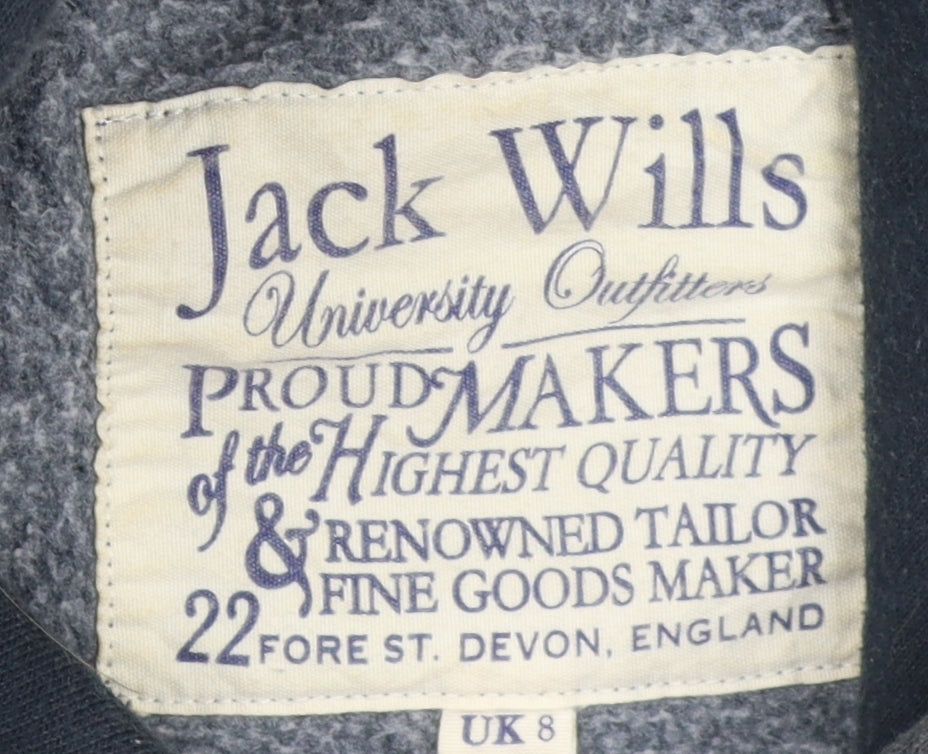 Jack Wills
University Outfitters
PROUD MAKERS
of the HIGHEST QUALITY
& RENOWNED TAILOR
FINE GOODS MAKER
22 FORE ST. DEVON, ENGLAND
UK 8